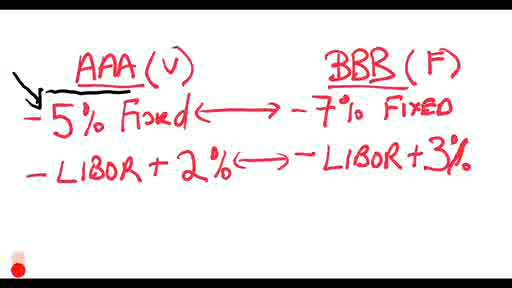 AAA (V) BBB (F)
- 5% Fixed - 7% FIXED
- LIBOR + 2% - LIBOR + 3%